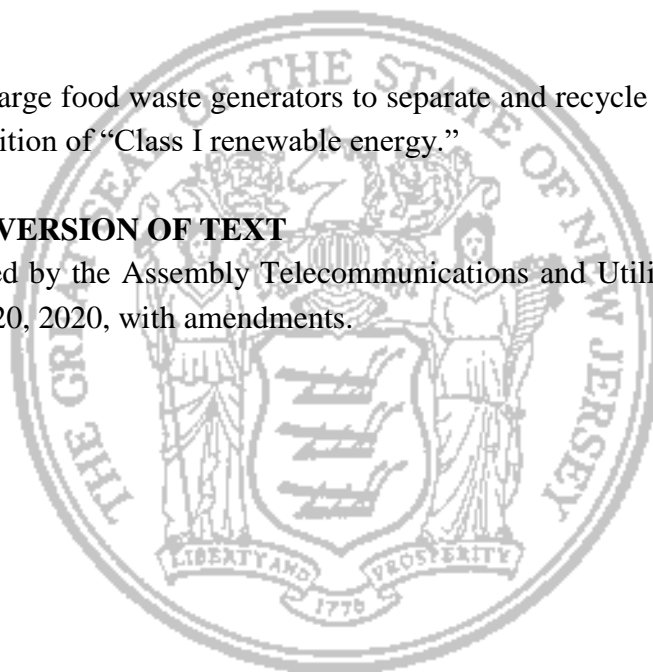 arge food waste generators to separate and recycle
ition of “Class I renewable energy.”
VERSION OF TEXT
ed by the Assembly Telecommunications and Utili
20, 2020, with amendments.
THE GREAT SEAL OF THE STATE OF NEW JERSEY
LIBERTY AND PROSPERITY
1776